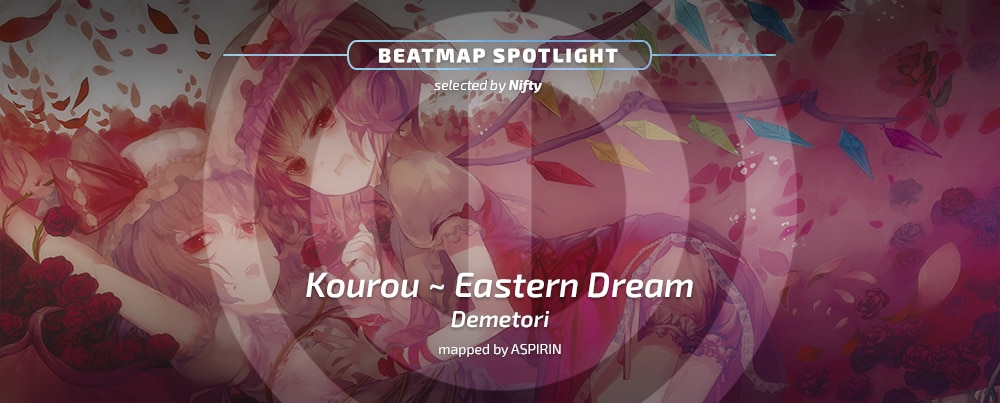 BEATMAP SPOTLIGHT
selected by Nifty
Kourou ~ Eastern Dream
Demetori
mapped by ASPIRIN